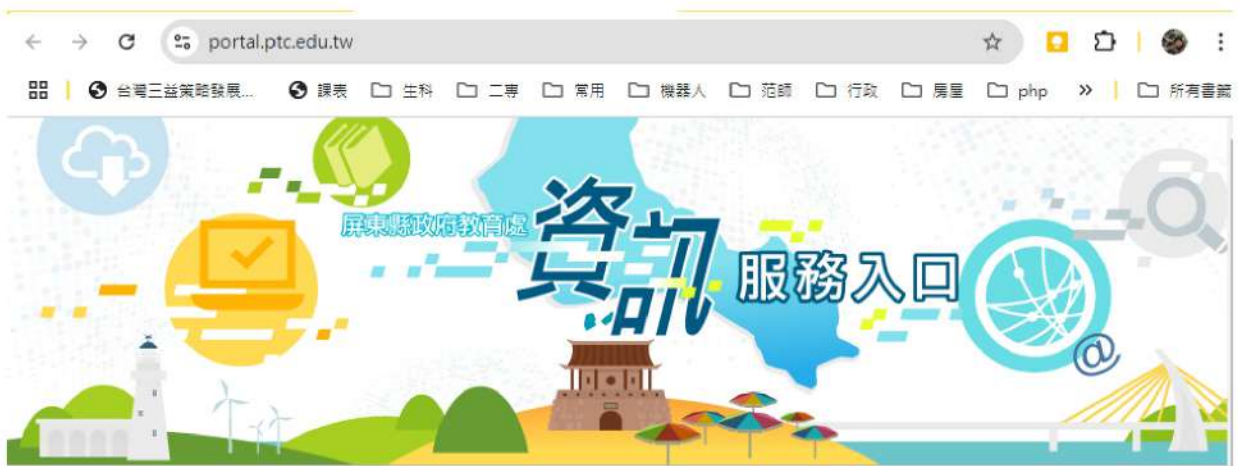 portal.ptc.edu.tw
台灣三益策略發展... 課表 生科 二專 常用 機器人 范師 行政 房屋 php » 所有書籤
屏東縣政府教育處 資訊 服務入口
@